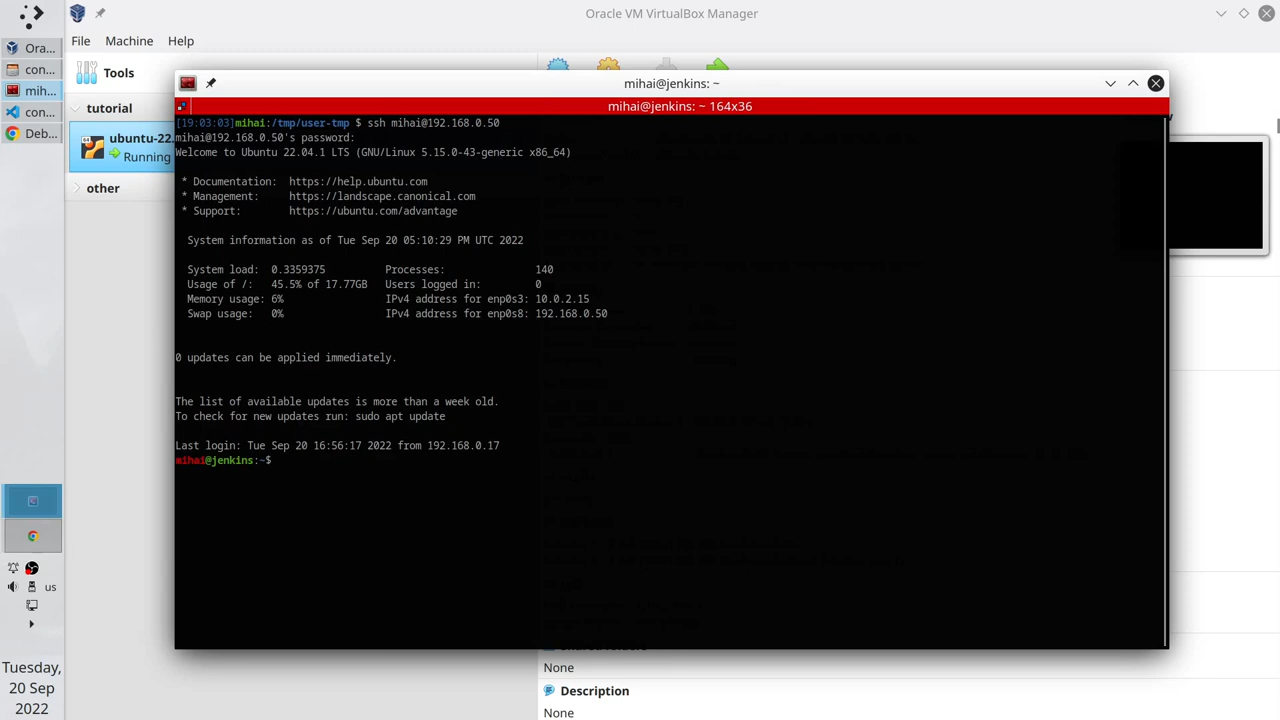 Oracle VM VirtualBox Manager
File Machine Help
Ora...
con...
mih...
con...
Deb...
Tools
tutorial
ubuntu-22.
Running
other
mihai@jenkins: ~
mihai@jenkins: ~ 164x36
[19:03:03]mihai:/tmp/user-tmp $ ssh mihai@192.168.0.50
mihai@192.168.0.50's password:
Welcome to Ubuntu 22.04.1 LTS (GNU/Linux 5.15.0-43-generic x86_64)
* Documentation:  https://help.ubuntu.com
* Management:     https://landscape.canonical.com
* Support:        https://ubuntu.com/advantage
System information as of Tue Sep 20 05:10:29 PM UTC 2022
System load:  0.3359375          Processes:               140
Usage of /:   45.5% of 17.77GB   Users logged in:         0
Memory usage: 6%                 IPv4 address for enp0s3: 10.0.2.15
Swap usage:   0%                 IPv4 address for enp0s8: 192.168.0.50
0 updates can be applied immediately.
The list of available updates is more than a week old.
To check for new updates run: sudo apt update
Last login: Tue Sep 20 16:56:17 2022 from 192.168.0.17
mihai@jenkins:~$
None
Description
None
us
Tuesday,
20 Sep
2022